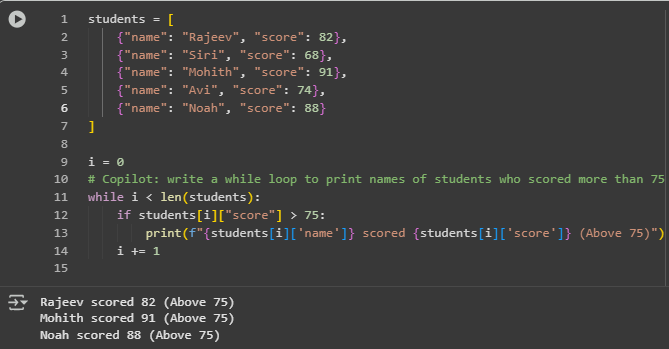 1 students = [
2     {"name": "Rajeev", "score": 82},
3     {"name": "Siri", "score": 68},
4     {"name": "Mohith", "score": 91},
5     {"name": "Avi", "score": 74},
6     {"name": "Noah", "score": 88}
7 ]
8
9 i = 0
10 # Copilot: write a while loop to print names of students who scored more than 75
11 while i < len(students):
12     if students[i]["score"] > 75:
13         print(f"{students[i]['name']} scored {students[i]['score']} (Above 75)")
14     i += 1
15
Rajeev scored 82 (Above 75)
Mohith scored 91 (Above 75)
Noah scored 88 (Above 75)